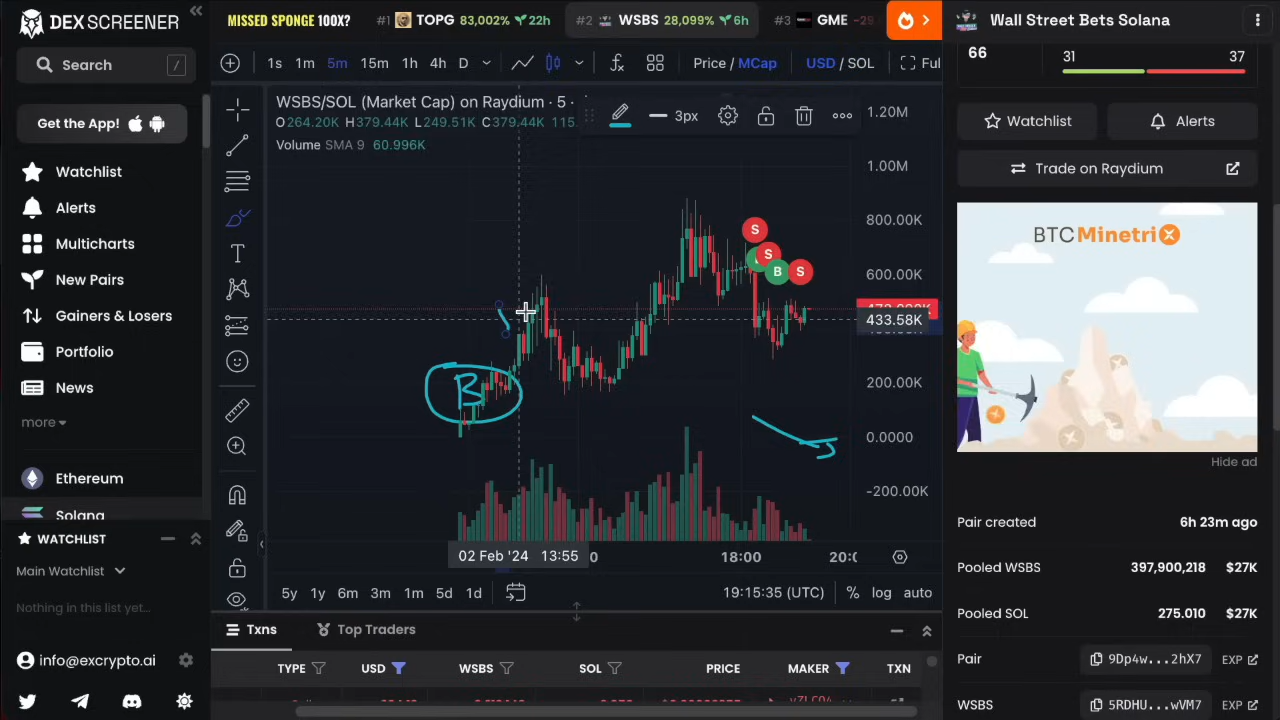 DEX SCREENER
Search /
Get the App!
Watchlist
Alerts
Multicharts
New Pairs
Gainers & Losers
Portfolio
News
more
Ethereum
Solana
WATCHLIST
Main Watchlist
Nothing in this list yet...
info@excrypto.ai
MISSED SPONGE 100X? #1 TOPG 83,002% 22h #2 WSBS 28,099% 6h #3 GME -29
1s 1m 5m 15m 1h 4h D Price / MCap USD / SOL Ful
WSBS/SOL (Market Cap) on Raydium · 5 ·
3px
O264.20K H379.44K L249.51K C379.44K 115.
Volume SMA 9 60.996K
1.20M
1.00M
800.00K
600.00K
433.58K
200.00K
0.0000
-200.00K
S
S
B S
B
02 Feb '24 13:55
18:00
5y 1y 6m 3m 1m 5d 1d 19:15:35 (UTC) % log auto
Txns Top Traders
TYPE USD WSBS SOL PRICE MAKER TXN
Wall Street Bets Solana
66 31 37
Watchlist Alerts
Trade on Raydium
BTC MinetriX
Hide ad
Pair created 6h 23m ago
Pooled WSBS 397,900,218 $27K
Pooled SOL 275.010 $27K
Pair 9Dp4w...2hX7 EXP
WSBS 5RDHU...wVM7 EXP